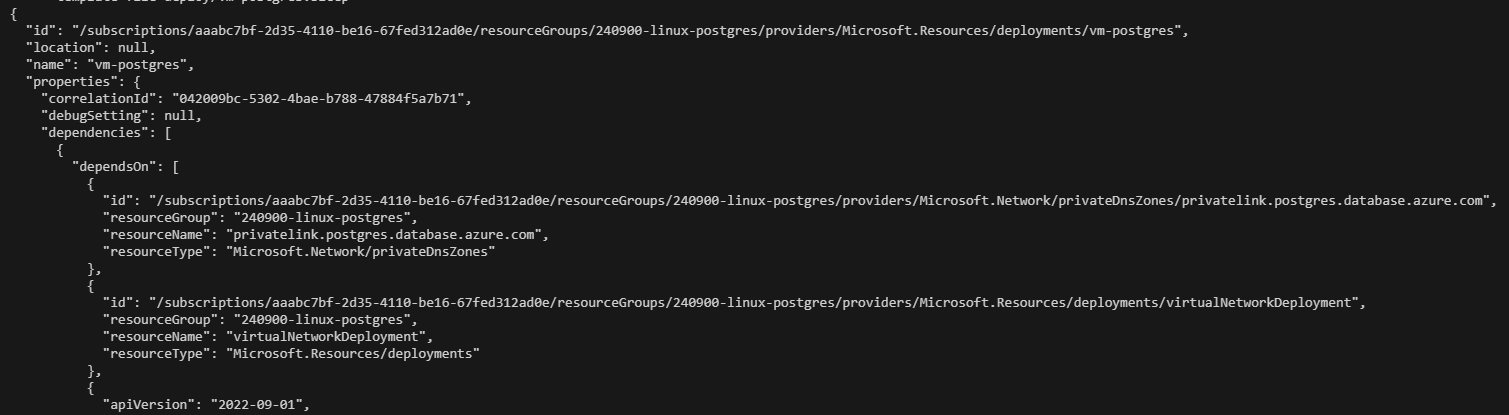 {
"id": "/subscriptions/aaabc7bf-2d35-4110-be16-67fed312ad0e/resourceGroups/240900-linux-postgres/providers/Microsoft.Resources/deployments/vm-postgres",
"location": null,
"name": "vm-postgres",
"properties": {
"correlationId": "042009bc-5302-4bae-b788-47884f5a7b71",
"debugSetting": null,
"dependencies": [
{
"dependsOn": [
{
"id": "/subscriptions/aaabc7bf-2d35-4110-be16-67fed312ad0e/resourceGroups/240900-linux-postgres/providers/Microsoft.Network/privateDnsZones/privatelink.postgres.database.azure.com",
"resourceGroup": "240900-linux-postgres",
"resourceName": "privatelink.postgres.database.azure.com",
"resourceType": "Microsoft.Network/privateDnsZones"
},
{
"id": "/subscriptions/aaabc7bf-2d35-4110-be16-67fed312ad0e/resourceGroups/240900-linux-postgres/providers/Microsoft.Resources/deployments/virtualNetworkDeployment",
"resourceGroup": "240900-linux-postgres",
"resourceName": "virtualNetworkDeployment",
"resourceType": "Microsoft.Resources/deployments"
},
{
"apiVersion": "2022-09-01",